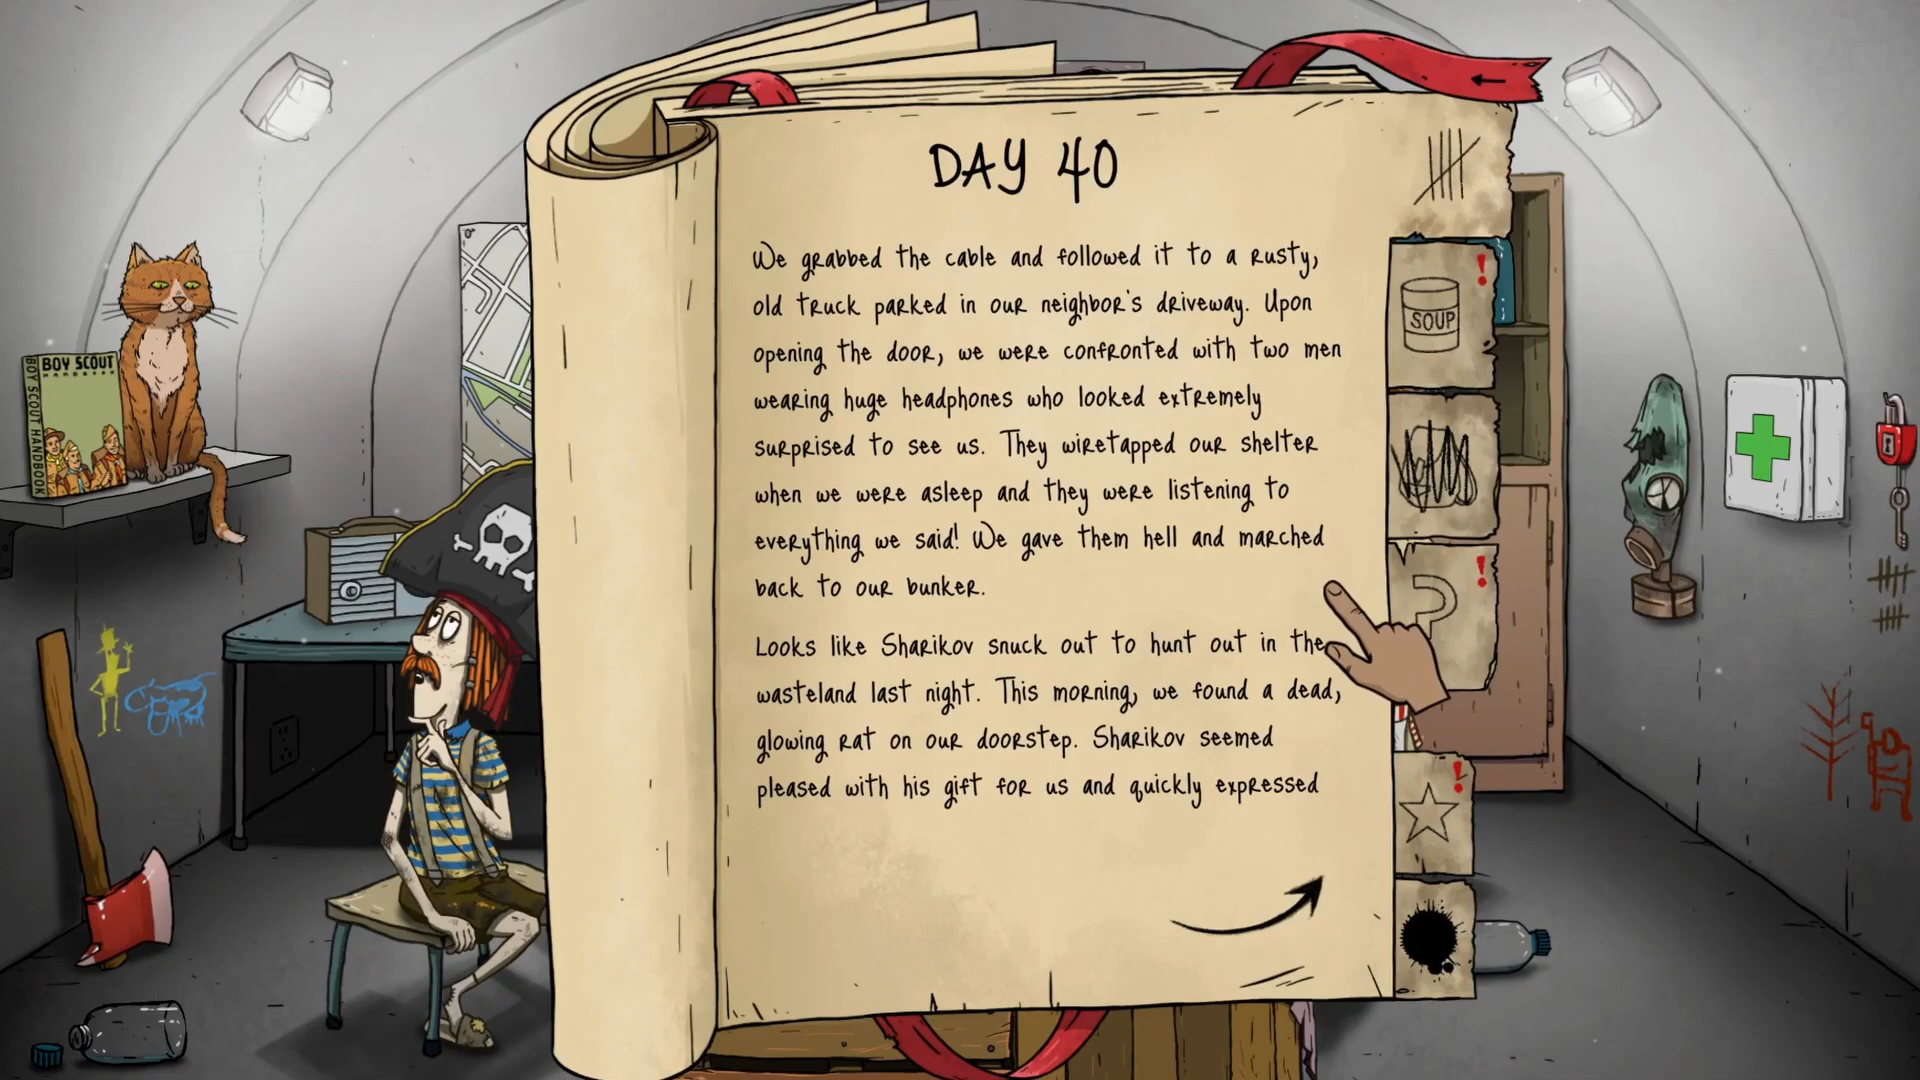 BOY SCOUT
HANDBOOK
BOY SCOUT HANDBOOK
DAY 40
We grabbed the cable and followed it to a rusty,
old truck parked in our neighbor's driveway. Upon
opening the door, we were confronted with two men
wearing huge headphones who looked extremely
surprised to see us. They wiretapped our shelter
when we were asleep and they were listening to
everything we said! We gave them hell and marched
back to our bunker.
Looks like Sharikov snuck out to hunt out in the
wasteland last night. This morning, we found a dead,
glowing rat on our doorstep. Sharikov seemed
pleased with his gift for us and quickly expressed
!
SOUP
!
?
!